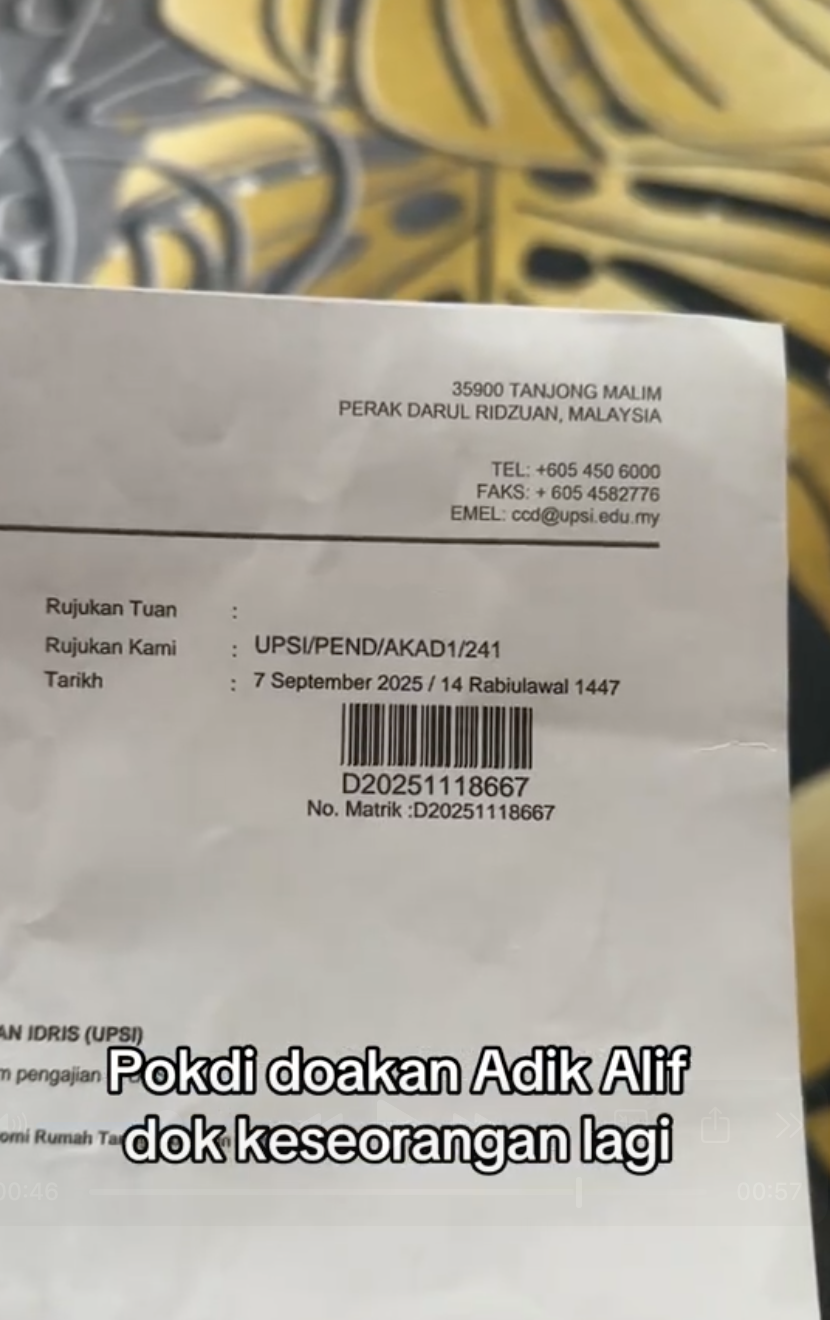 35900 TANJONG MALIM
PERAK DARUL RIDZUAN, MALAYSIA
TEL: +605 450 6000
FAKS: + 605 4582776
EMEL: ccd@upsi.edu.my
Rujukan Tuan :
Rujukan Kami : UPSI/PEND/AKAD1/241
Tarikh : 7 September 2025 / 14 Rabiulawal 1447
D20251118667
No. Matrik :D20251118667
AN IDRIS (UPSI)
m pengajian
Pokdi doakan Adik Alif
omi Rumah
dok keseorangan lagi
00:46 00:57